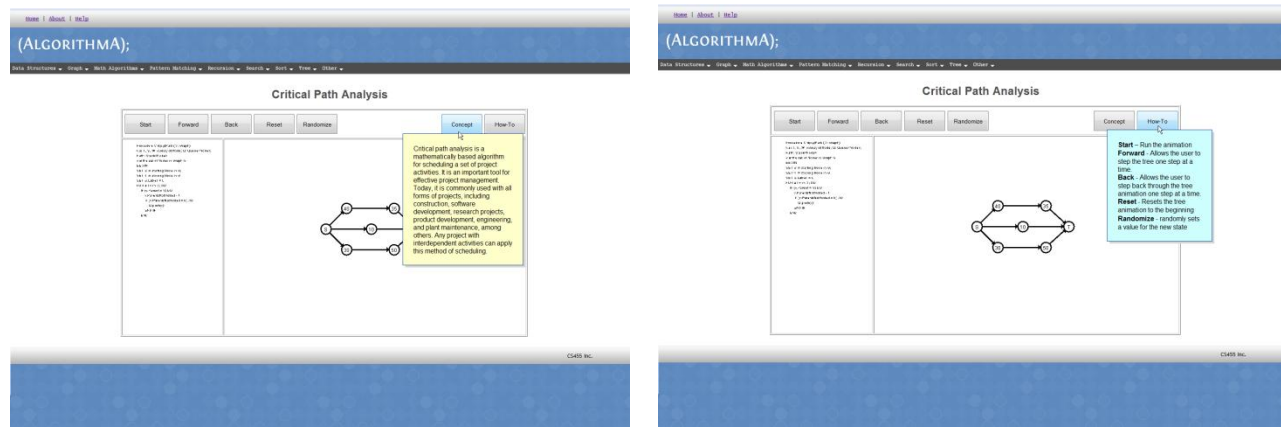 Home | About | Help
(ALGORITHMA);
Data Structures Graph Math Algorithms Pattern Matching Recursion Search Sort Tree Other
Critical Path Analysis
Start Forward Back Reset Randomize Concept How-To
Critical path analysis is a
mathematically based algorithm
for scheduling a set of project
activities. It is an important tool for
effective project management.
Today, it is commonly used with all
forms of projects, including
construction, software
development, research projects,
product development, engineering,
and plant maintenance, among
others. Any project with
interdependent activities can apply
this method of scheduling.
40 35
S 10
30 50
CS455 Inc.
Home | About | Help
(ALGORITHMA);
Data Structures Graph Math Algorithms Pattern Matching Recursion Search Sort Tree Other
Critical Path Analysis
Start Forward Back Reset Randomize Concept How-To
Start – Run the animation
Forward - Allows the user to
step the tree one step at a
time.
Back - Allows the user to
step back through the tree
animation one step at a time.
Reset - Resets the tree
animation to the beginning
Randomize - randomly sets
a value for the new state
S 10 T
50
CS455 Inc.